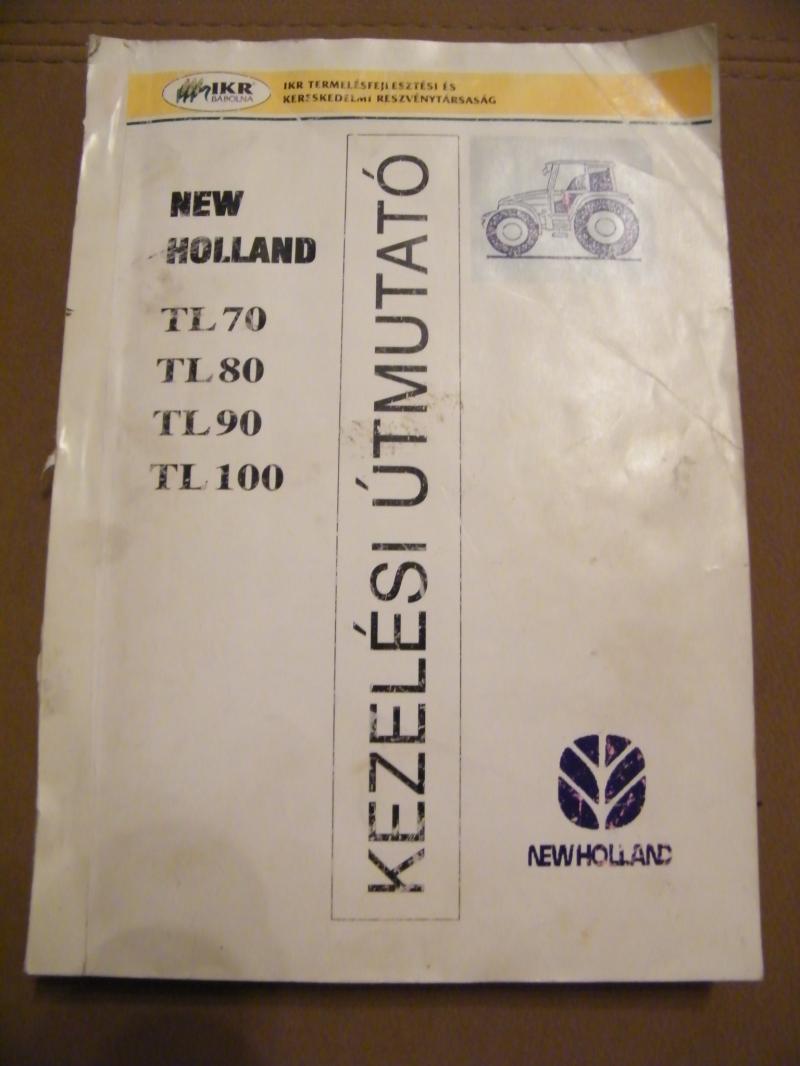 IKR
BÁBOLNA
IKR TERMELÉSFEJLESZTÉSI ÉS
KERESKEDELMI RÉSZVÉNYTÁRSASÁG
NEW
HOLLAND
TL 70
TL 80
TL 90
TL 100
KEZELÉSI ÚTMUTATÓ
NEW HOLLAND